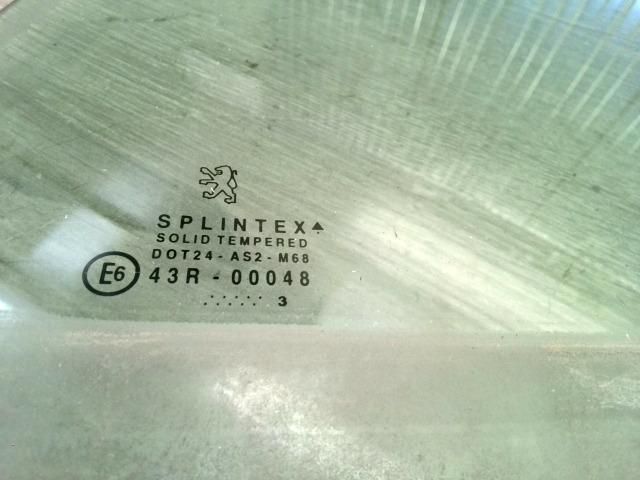 SPLINTEX
SOLID TEMPERED
DOT24 - AS2 - M68
E6 43R - 00048
3